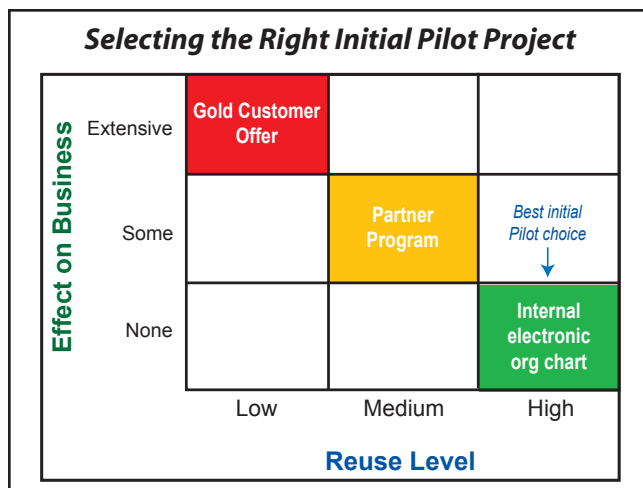 Selecting the Right Initial Pilot Project
Effect on Business
Extensive
Gold Customer
Offer
Some
Partner
Program
Best initial
Pilot choice
None
Internal
electronic
org chart
Low
Medium
High
Reuse Level